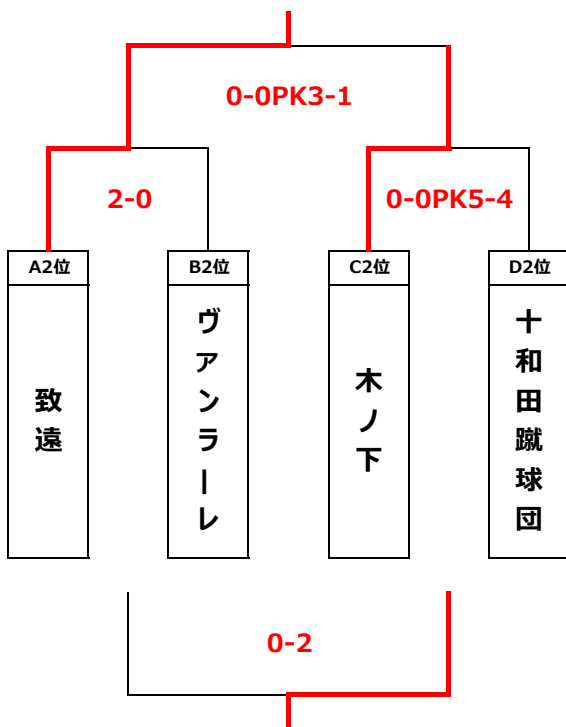 0-0PK3-1
2-0
0-0PK5-4
A2位
B2位
C2位
D2位
致遠
ヴァンラーレ
木ノ下
十和田蹴球団
0-2